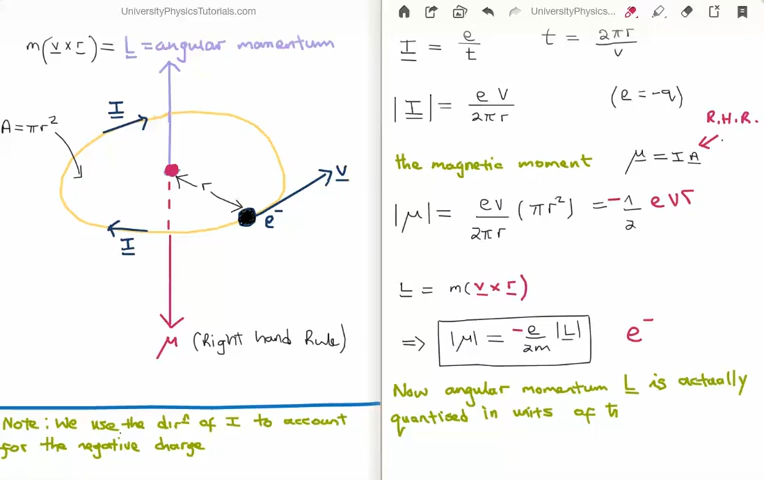 UniversityPhysicsTutorials.com
m(v × r) = L = angular momentum
A = πr²
I
v
r
e⁻
I
μ (Right hand Rule)
Note: We use the dirⁿ of I to account
for the negative charge
UniversityPhysics...
I = e/t t = 2πr/v
|I| = eV/2πr (e = -q)
R.H.R.
the magnetic moment μ = I A
|μ| = eV/2πr (πr²) = -1/2 eVr
L = m(v × r)
=> |μ| = -e/2m |L| e⁻
Now angular momentum L is actually
quantised in units of ħ